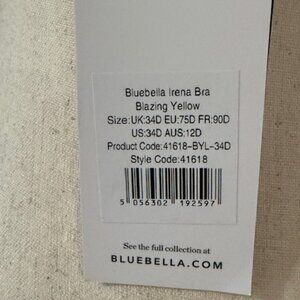 Bluebella Irena Bra
Blazing Yellow
Size:UK:34D EU:75D FR:90D
US:34D AUS:12D
Product Code:41618-BYL-34D
Style Code:41618
5 056302 192597
See the full collection at
BLUEBELLA.COM